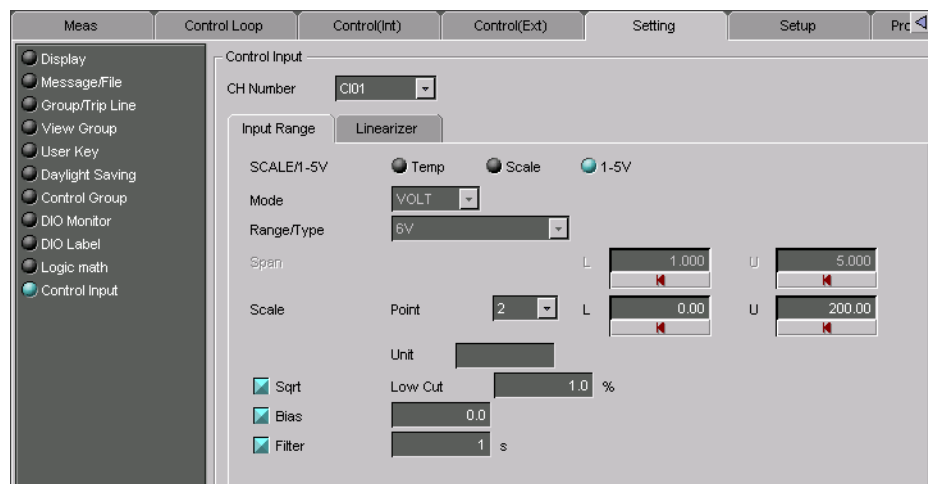 Meas Control Loop Control(Int) Control(Ext) Setting Setup Pro
Display
Message/File
Group/Trip Line
View Group
User Key
Daylight Saving
Control Group
DIO Monitor
DIO Label
Logic math
Control Input
Control Input
CH Number CI01
Input Range Linearizer
SCALE/1-5V Temp Scale 1-5V
Mode VOLT
Range/Type 6V
Span L 1.000 U 5.000
Scale Point 2 L 0.00 U 200.00
Unit
Sqrt Low Cut 1.0 %
Bias 0.0
Filter 1 s